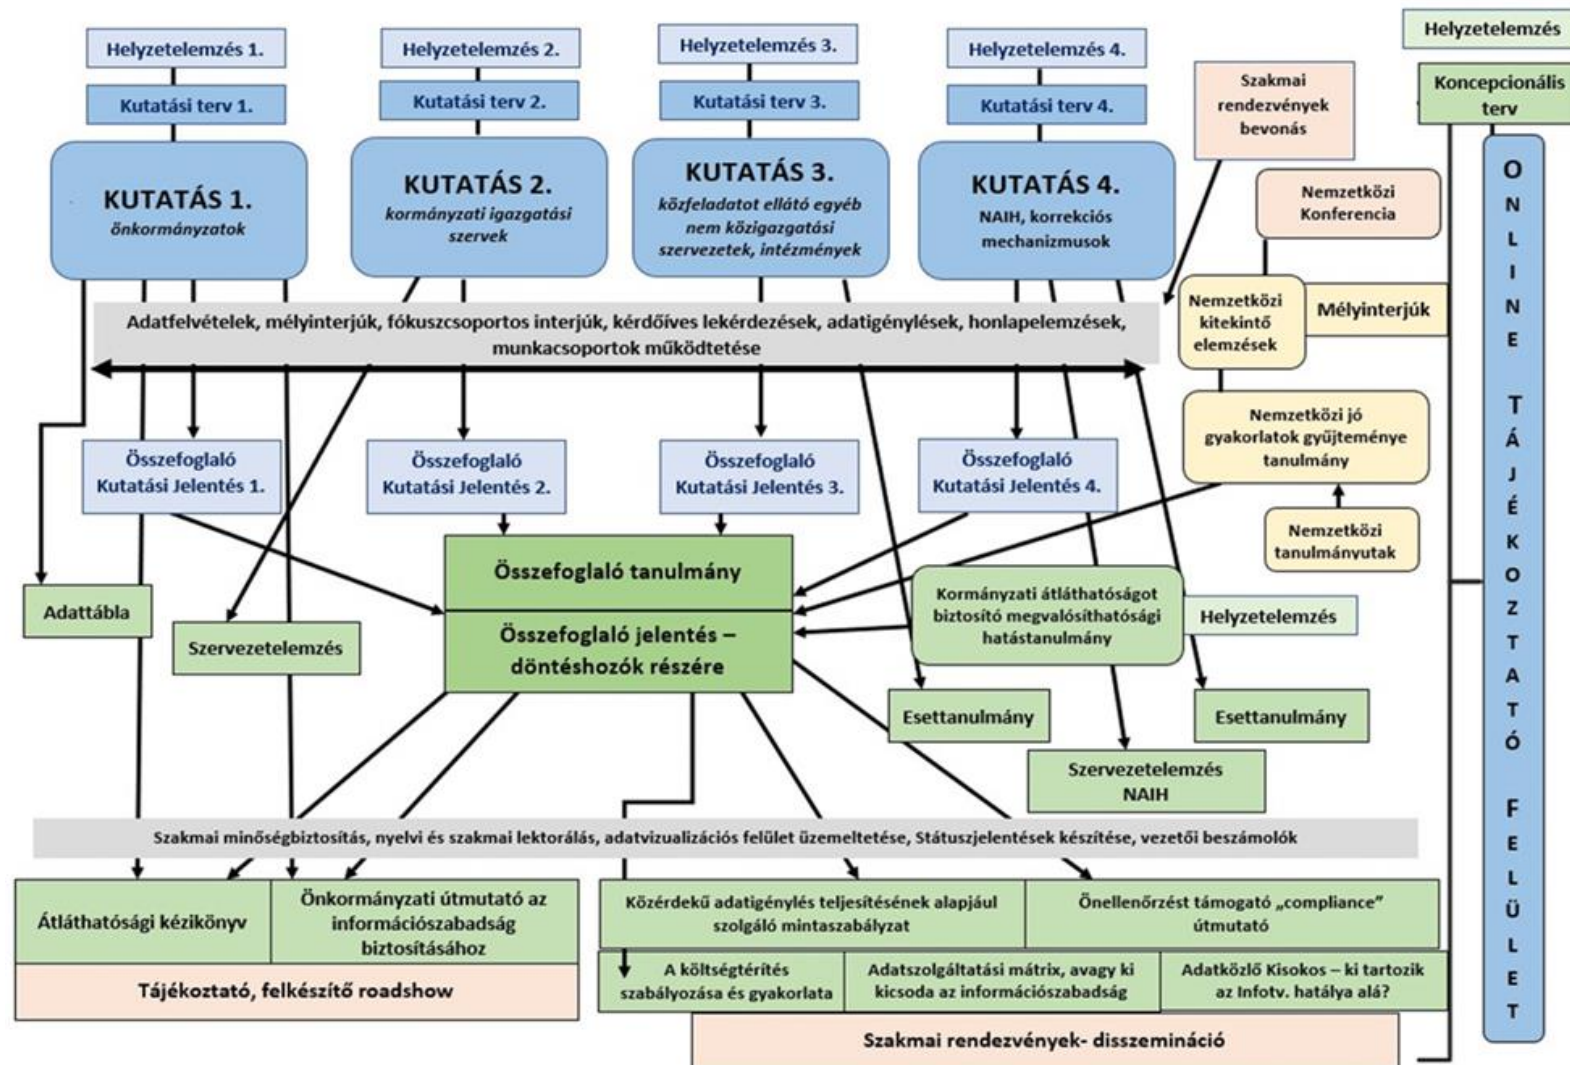 Helyzetelemzés 1.
Helyzetelemzés 2.
Helyzetelemzés 3.
Helyzetelemzés 4.
Helyzetelemzés
Kutatási terv 1.
Kutatási terv 2.
Kutatási terv 3.
Kutatási terv 4.
Szakmai
rendezvények
bevonás
Koncepcionális
terv
KUTATÁS 1.
önkormányzatok
KUTATÁS 2.
kormányzati igazgatási
szervek
KUTATÁS 3.
közfeladatot ellátó egyéb
nem közigazgatási
szervezetek, intézmények
KUTATÁS 4.
NAIH, korrekciós
mechanizmusok
Nemzetközi
Konferencia
ONLINE TÁJÉKOZTATÓ FELÜLET
Adatfelvételek, mélyinterjúk, fókuszcsoportos interjúk, kérdőíves lekérdezések, adatigénylések, honlapelemzések,
munkacsoportok működtetése
Nemzetközi
kitekintő
elemzések
Mélyinterjúk
Nemzetközi jó
gyakorlatok gyűjteménye
tanulmány
Nemzetközi
tanulmányutak
Összefoglaló
Kutatási Jelentés 1.
Összefoglaló
Kutatási Jelentés 2.
Összefoglaló
Kutatási Jelentés 3.
Összefoglaló
Kutatási Jelentés 4.
Összefoglaló tanulmány
Összefoglaló jelentés –
döntéshozók részére
Adattábla
Szervezetelemzés
Kormányzati átláthatóságot
biztosító megvalósíthatósági
hatástanulmány
Helyzetelemzés
Esettanulmány
Esettanulmány
Szervezetelemzés
NAIH
Szakmai minőségbiztosítás, nyelvi és szakmai lektorálás, adatvizualizációs felület üzemeltetése, Státuszjelentések készítése, vezetői beszámolók
Átláthatósági kézikönyv
Önkormányzati útmutató az
információszabadság
biztosításához
Tájékoztató, felkészítő roadshow
Közérdekű adatigénylés teljesítésének alapjául
szolgáló mintaszabályzat
Önellenőrzést támogató „compliance”
útmutató
A költségtérítés
szabályozása és gyakorlata
Adatszolgáltatási mátrix, avagy ki
kicsoda az információszabadság
Adatközlő Kisokos – ki tartozik
az Infotv. hatálya alá?
Szakmai rendezvények- disszemináció